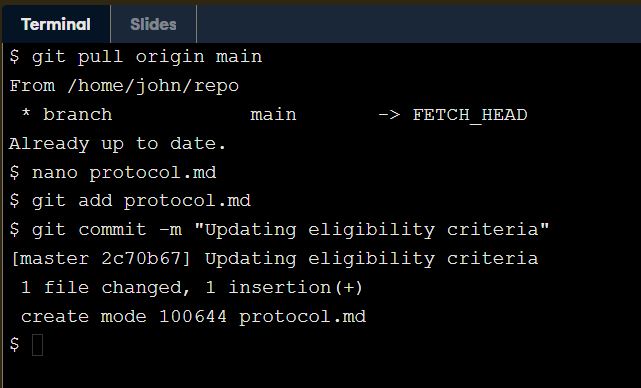 Terminal Slides
$ git pull origin main
From /home/john/repo
 * branch            main       -> FETCH_HEAD
Already up to date.
$ nano protocol.md
$ git add protocol.md
$ git commit -m "Updating eligibility criteria"
[master 2c70b67] Updating eligibility criteria
 1 file changed, 1 insertion(+)
 create mode 100644 protocol.md
$